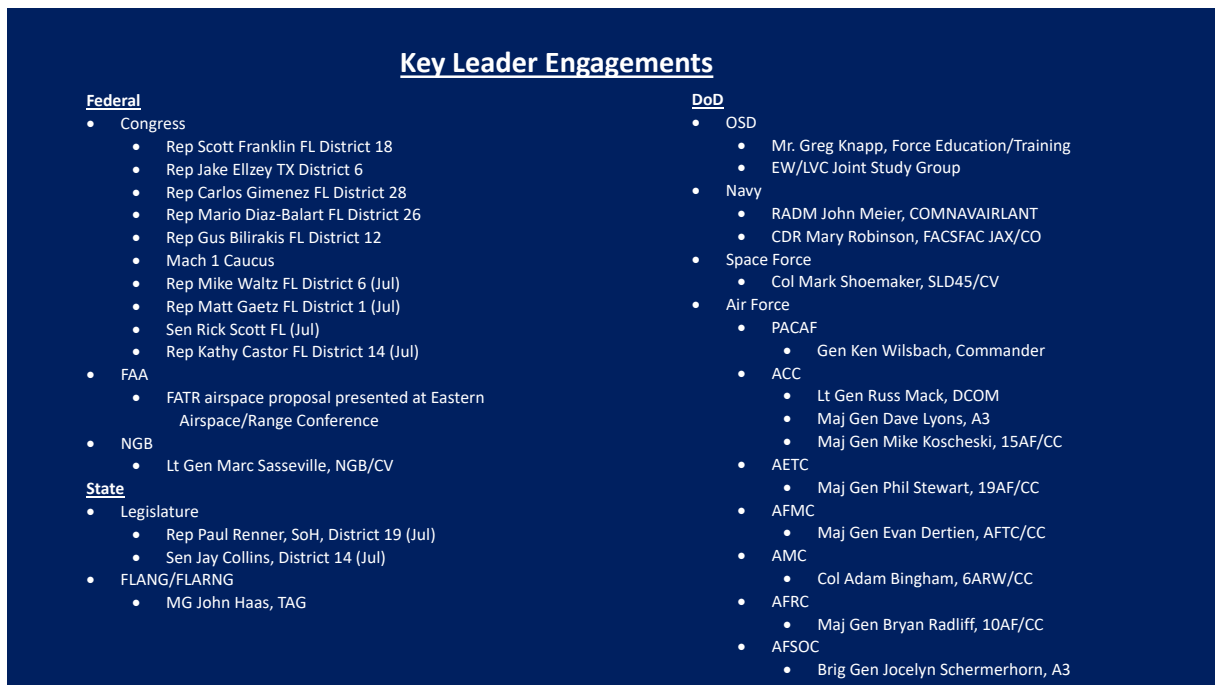 Key Leader Engagements
Federal
• Congress
• Rep Scott Franklin FL District 18
• Rep Jake Ellzey TX District 6
• Rep Carlos Gimenez FL District 28
• Rep Mario Diaz-Balart FL District 26
• Rep Gus Bilirakis FL District 12
• Mach 1 Caucus
• Rep Mike Waltz FL District 6 (Jul)
• Rep Matt Gaetz FL District 1 (Jul)
• Sen Rick Scott FL (Jul)
• Rep Kathy Castor FL District 14 (Jul)
• FAA
• FATR airspace proposal presented at Eastern
Airspace/Range Conference
• NGB
• Lt Gen Marc Sasseville, NGB/CV
State
• Legislature
• Rep Paul Renner, SoH, District 19 (Jul)
• Sen Jay Collins, District 14 (Jul)
• FLANG/FLARNG
• MG John Haas, TAG
DoD
• OSD
• Mr. Greg Knapp, Force Education/Training
• EW/LVC Joint Study Group
• Navy
• RADM John Meier, COMNAVAIRLANT
• CDR Mary Robinson, FACSFAC JAX/CO
• Space Force
• Col Mark Shoemaker, SLD45/CV
• Air Force
• PACAF
• Gen Ken Wilsbach, Commander
• ACC
• Lt Gen Russ Mack, DCOM
• Maj Gen Dave Lyons, A3
• Maj Gen Mike Koscheski, 15AF/CC
• AETC
• Maj Gen Phil Stewart, 19AF/CC
• AFMC
• Maj Gen Evan Dertien, AFTC/CC
• AMC
• Col Adam Bingham, 6ARW/CC
• AFRC
• Maj Gen Bryan Radliff, 10AF/CC
• AFSOC
• Brig Gen Jocelyn Schermerhorn, A3